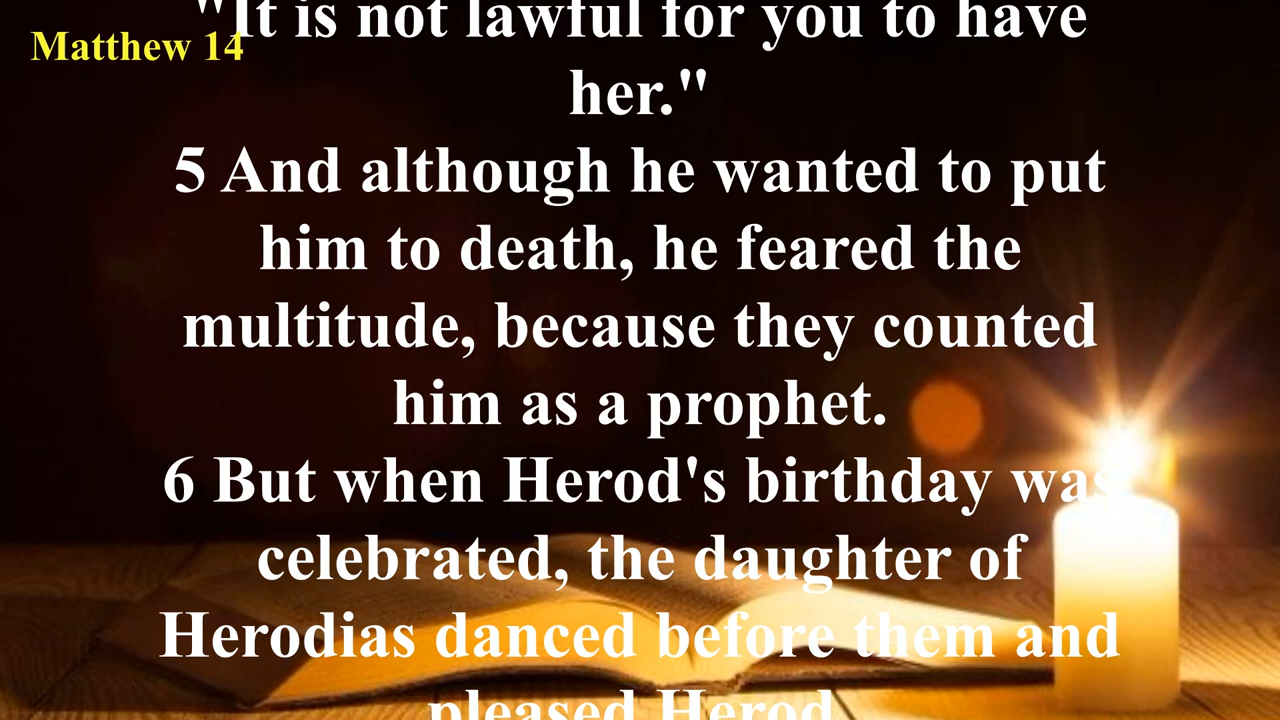 "It is not lawful for you to have
Matthew 14
her."
5 And although he wanted to put
him to death, he feared the
multitude, because they counted
him as a prophet.
6 But when Herod's birthday was
celebrated, the daughter of
Herodias danced before them and
pleased Herod